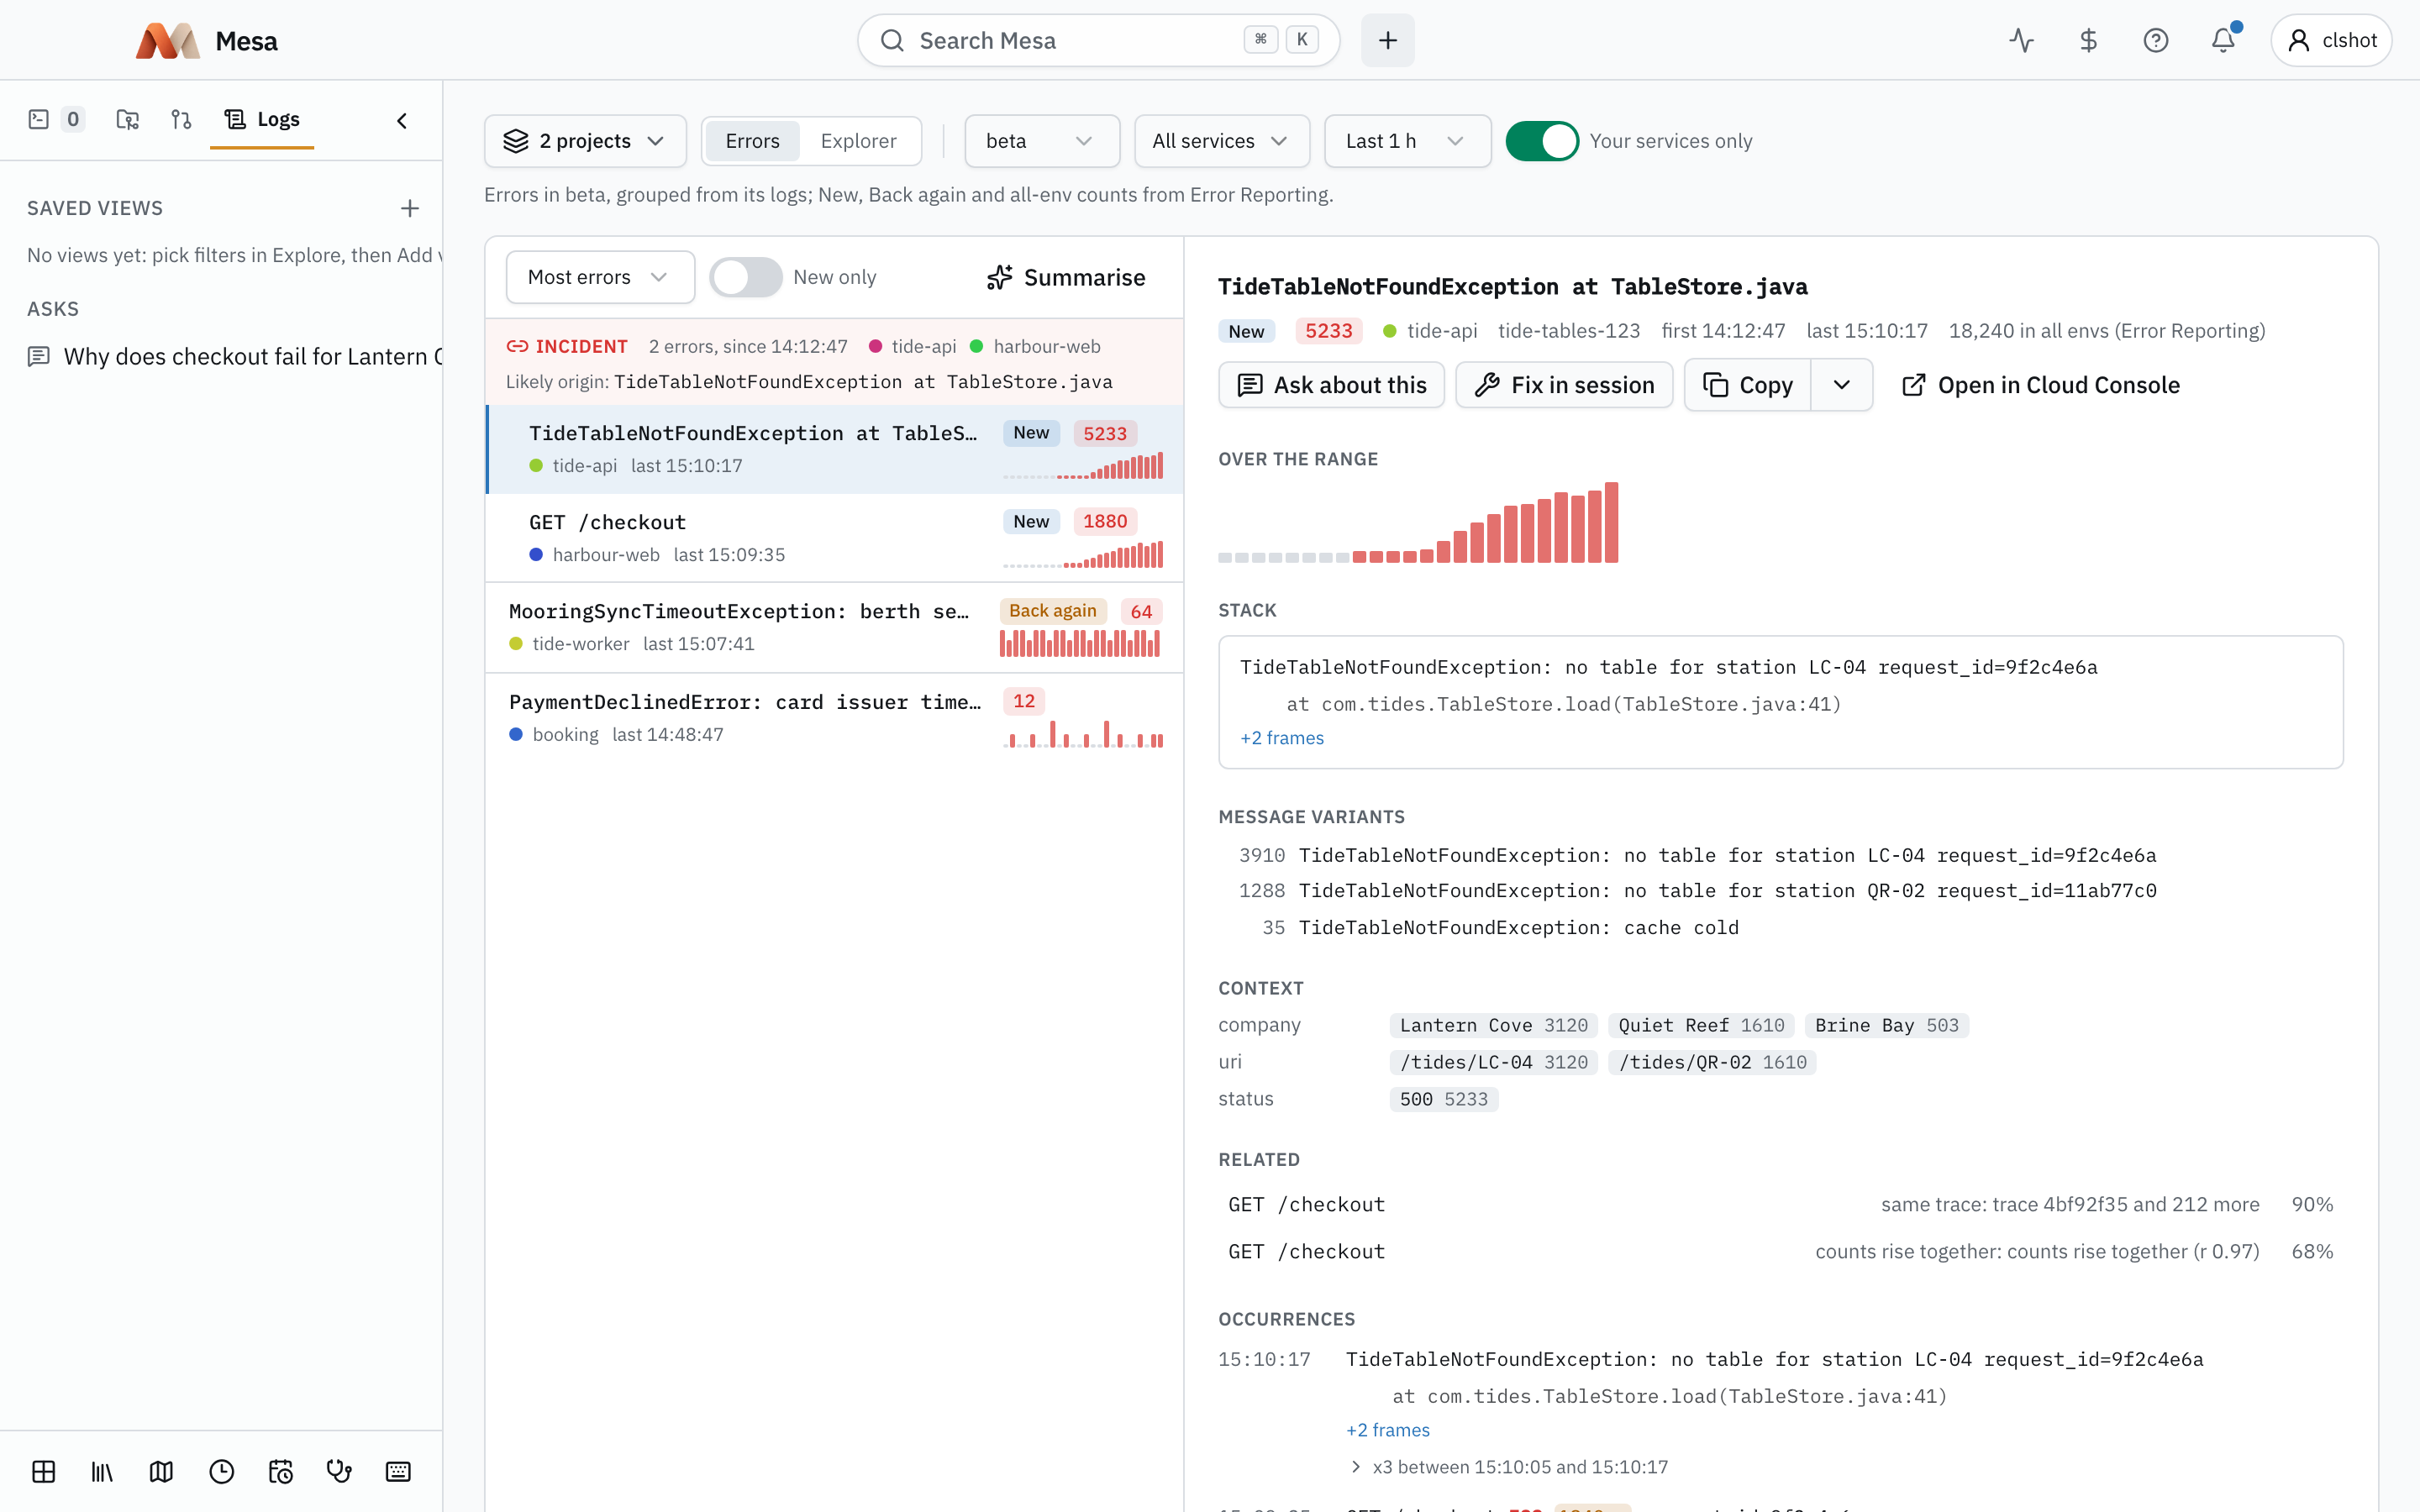 Mesa
Search Mesa
⌘ K
clshot
0
Logs
2 projects
Errors
Explorer
beta
All services
Last 1 h
Your services only
Errors in beta, grouped from its logs; New, Back again and all-env counts from Error Reporting.
SAVED VIEWS
No views yet: pick filters in Explore, then Add
ASKS
Why does checkout fail for Lantern
Most errors
New only
Summarise
INCIDENT 2 errors, since 14:12:47 tide-api harbour-web
Likely origin: TideTableNotFoundException at TableStore.java
TideTableNotFoundException at TableS… New 5233
tide-api last 15:10:17
GET /checkout New 1880
harbour-web last 15:09:35
MooringSyncTimeoutException: berth se… Back again 64
tide-worker last 15:07:41
PaymentDeclinedError: card issuer time… 12
booking last 14:48:47
TideTableNotFoundException at TableStore.java
New 5233 tide-api tide-tables-123 first 14:12:47 last 15:10:17 18,240 in all envs (Error Reporting)
Ask about this
Fix in session
Copy
Open in Cloud Console
OVER THE RANGE
STACK
TideTableNotFoundException: no table for station LC-04 request_id=9f2c4e6a
at com.tides.TableStore.load(TableStore.java:41)
+2 frames
MESSAGE VARIANTS
3910 TideTableNotFoundException: no table for station LC-04 request_id=9f2c4e6a
1288 TideTableNotFoundException: no table for station QR-02 request_id=11ab77c0
35 TideTableNotFoundException: cache cold
CONTEXT
company Lantern Cove 3120 Quiet Reef 1610 Brine Bay 503
uri /tides/LC-04 3120 /tides/QR-02 1610
status 500 5233
RELATED
GET /checkout same trace: trace 4bf92f35 and 212 more 90%
GET /checkout counts rise together: counts rise together (r 0.97) 68%
OCCURRENCES
15:10:17 TideTableNotFoundException: no table for station LC-04 request_id=9f2c4e6a
at com.tides.TableStore.load(TableStore.java:41)
+2 frames
x3 between 15:10:05 and 15:10:17